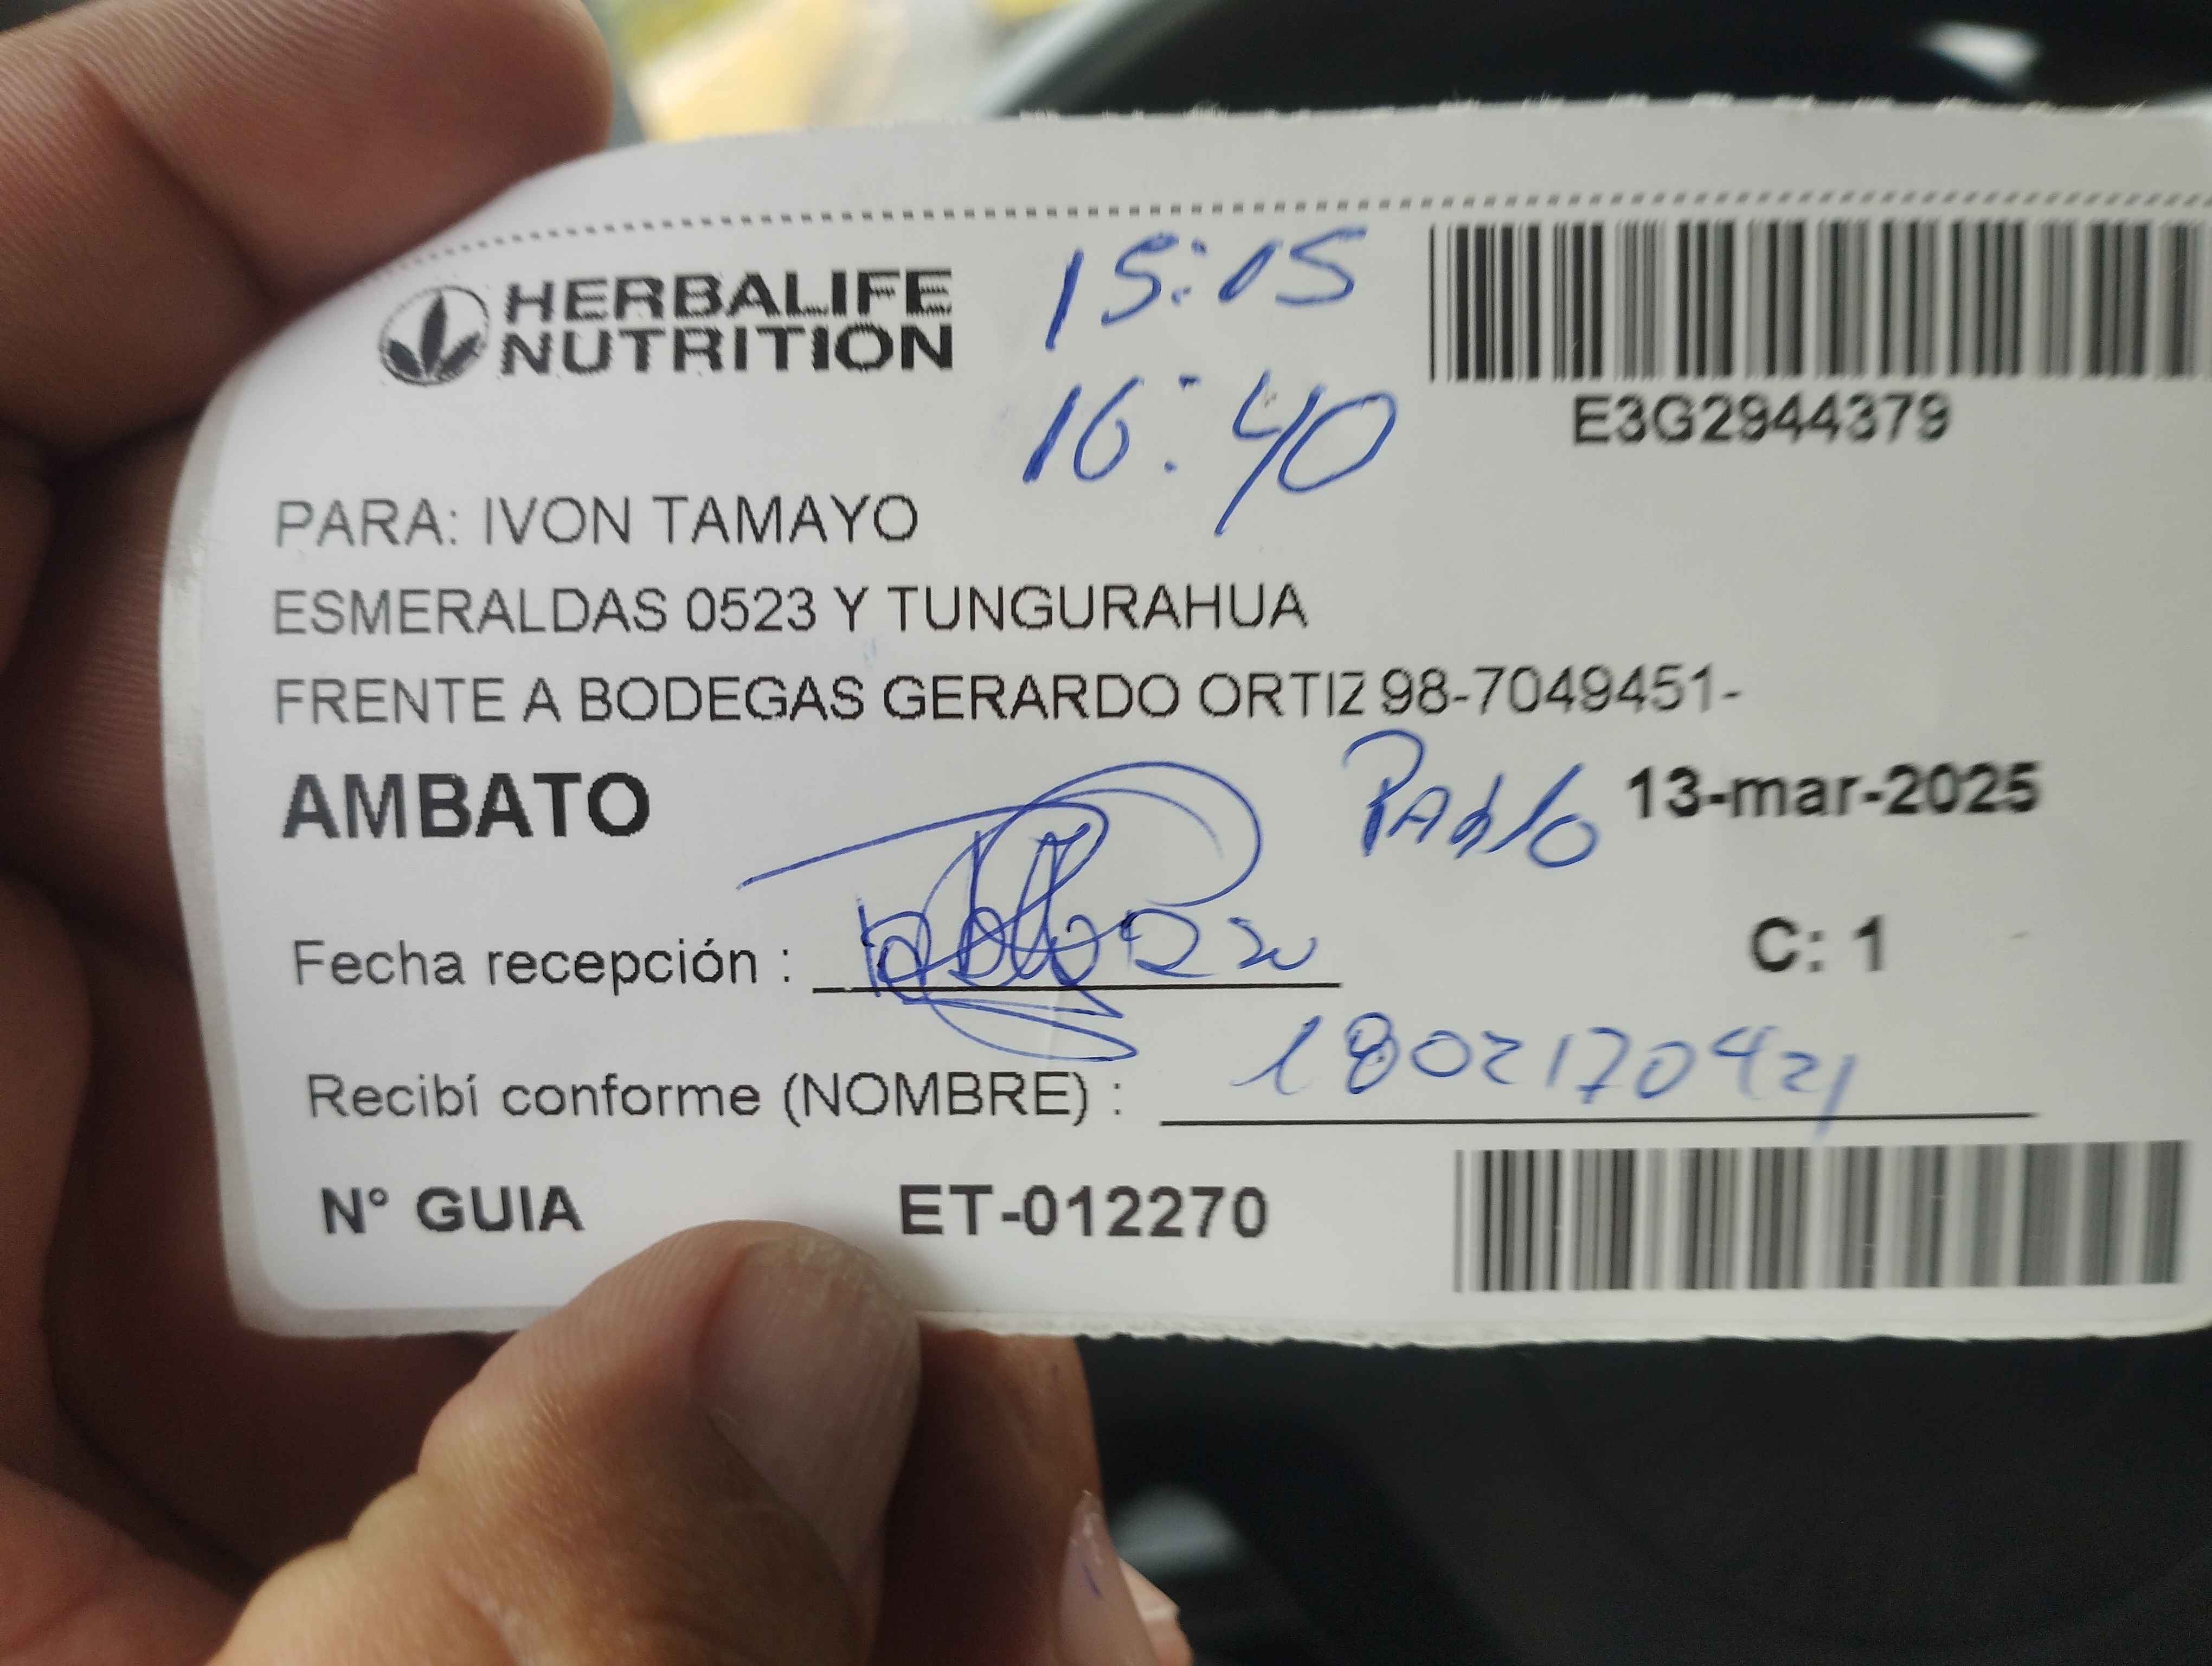 HERBALIFE
NUTRITION
15:05
16:40
E3G2944379
PARA: IVON TAMAYO
ESMERALDAS 0523 Y TUNGURAHUA
FRENTE A BODEGAS GERARDO ORTIZ 98-7049451-
AMBATO
Pablo
13-mar-2025
Fecha recepción :
C: 1
Recibí conforme (NOMBRE) : 1802170421
N° GUIA ET-012270